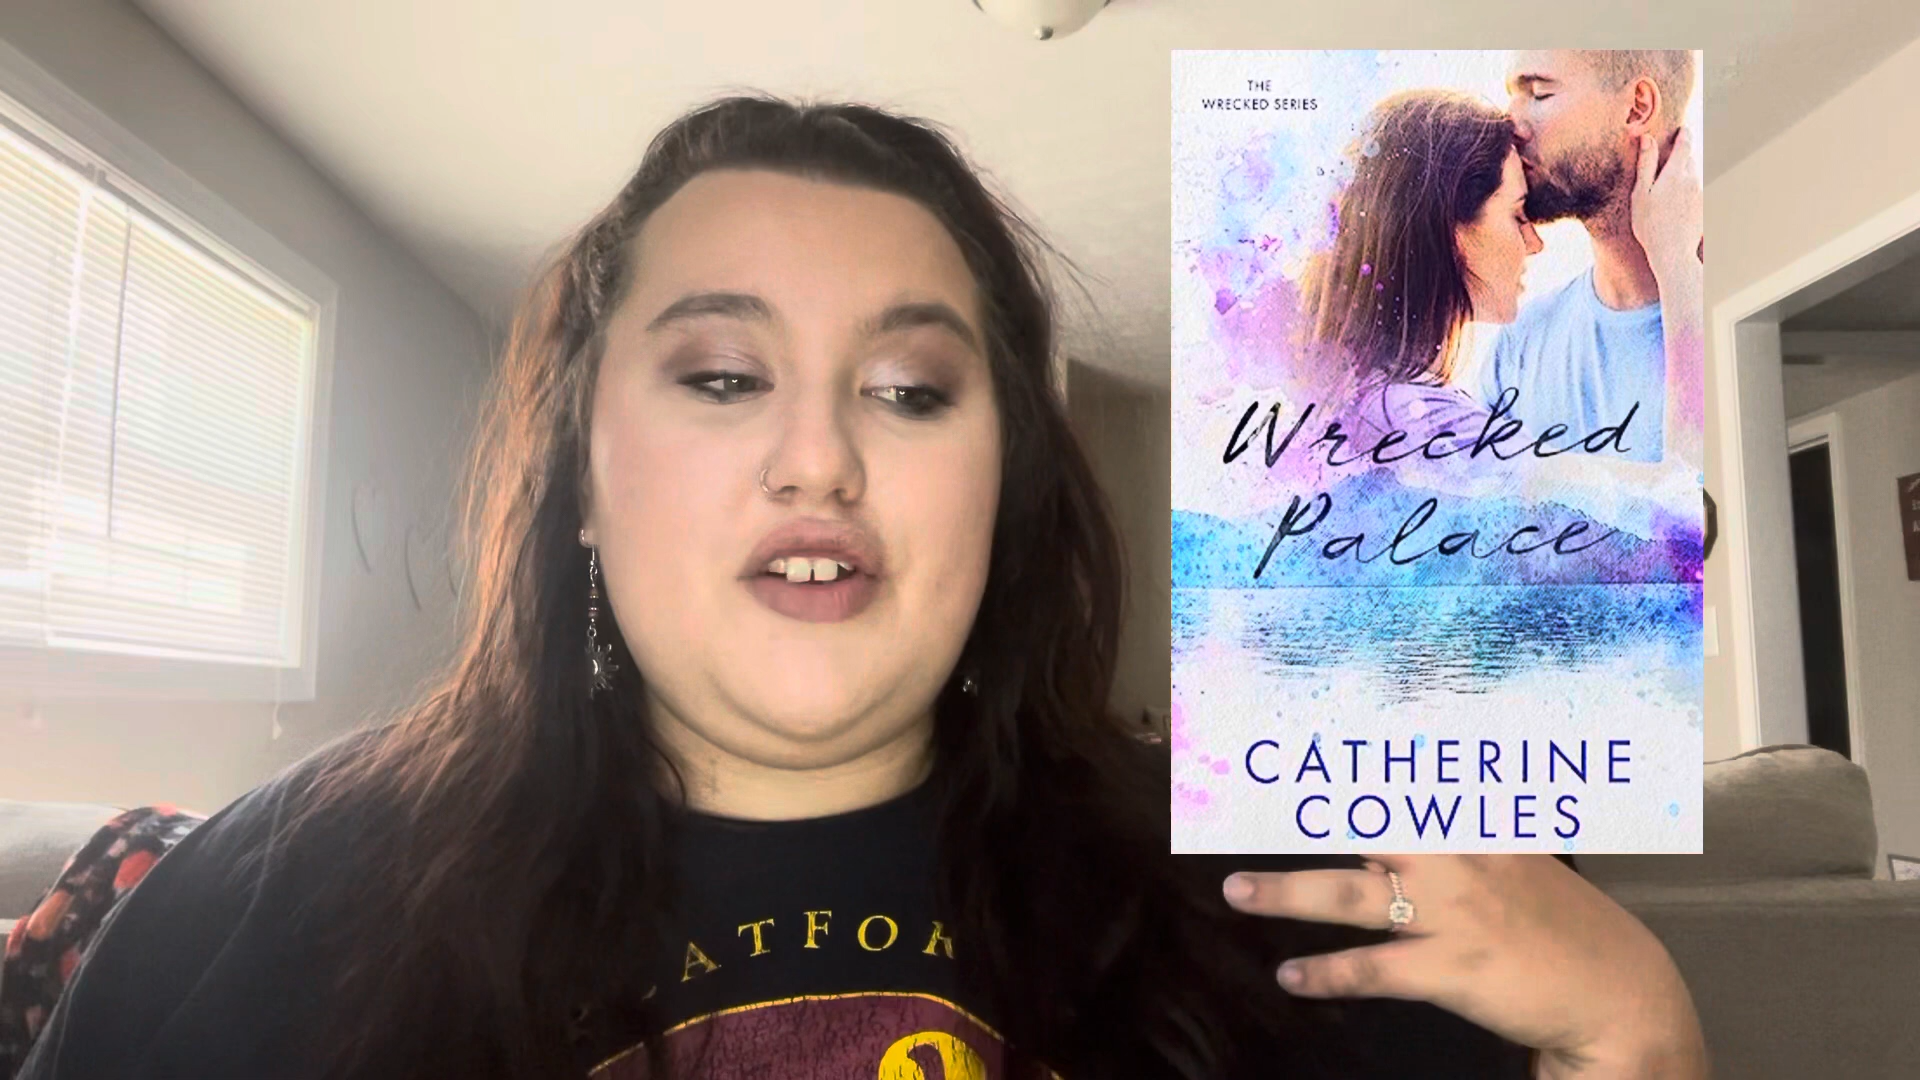 THE
WRECKED SERIES
Wrecked
Palace
CATHERINE
COWLES
ATFOR